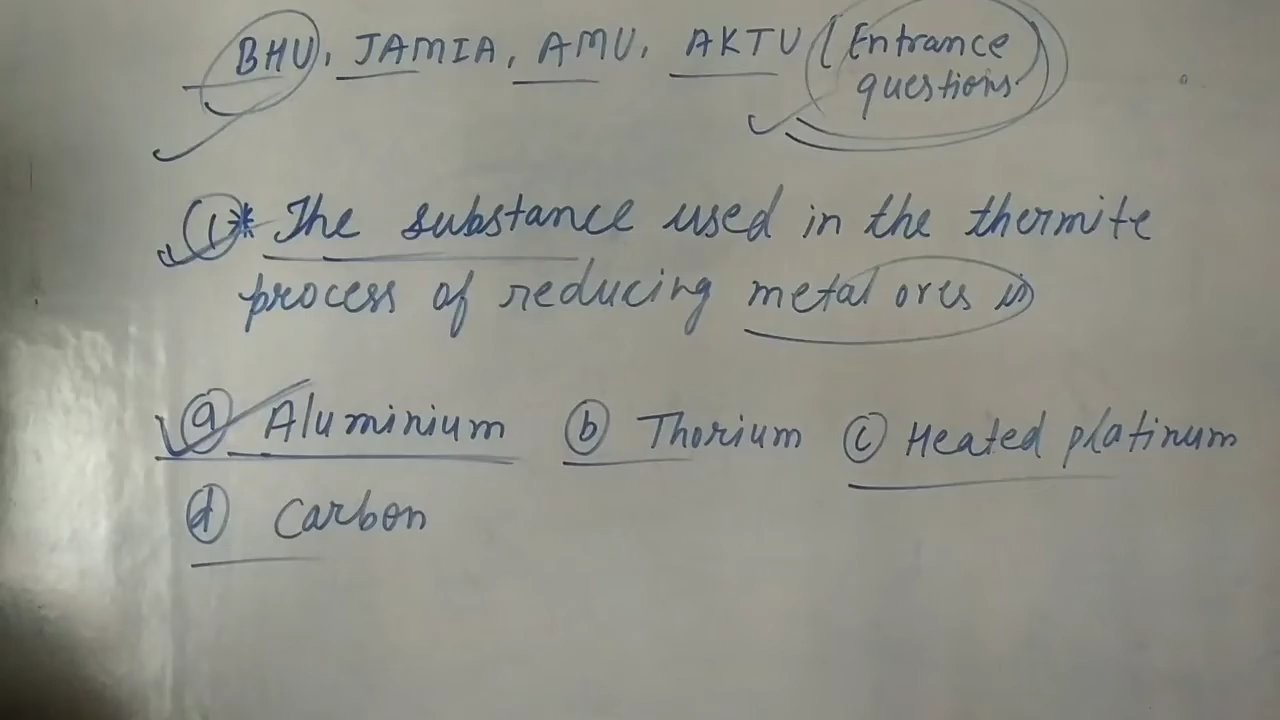 BHU, JAMIA, AMU, AKTU (Entrance
questions)
(1)* The substance used in the thermite
process of reducing metal ores is
(a) Aluminium (b) Thorium (c) Heated platinum
(d) Carbon